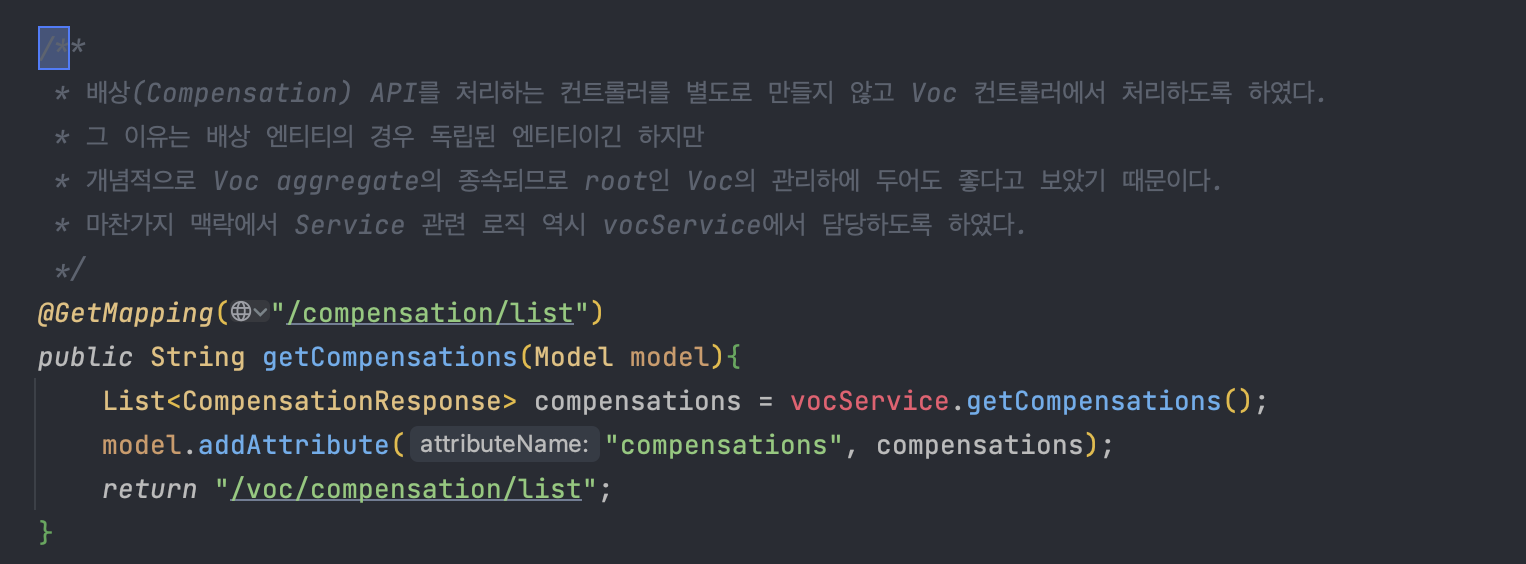 /**
* 배상(Compensation) API를 처리하는 컨트롤러를 별도로 만들지 않고 Voc 컨트롤러에서 처리하도록 하였다.
* 그 이유는 배상 엔티티의 경우 독립된 엔티티이긴 하지만
* 개념적으로 Voc aggregate의 종속되므로 root인 Voc의 관리하에 두어도 좋다고 보았기 때문이다.
* 마찬가지 맥락에서 Service 관련 로직 역시 vocService에서 담당하도록 하였다.
*/
@GetMapping("/compensation/list")
public String getCompensations(Model model){
List<CompensationResponse> compensations = vocService.getCompensations();
model.addAttribute( attributeName: "compensations", compensations);
return "/voc/compensation/list";
}